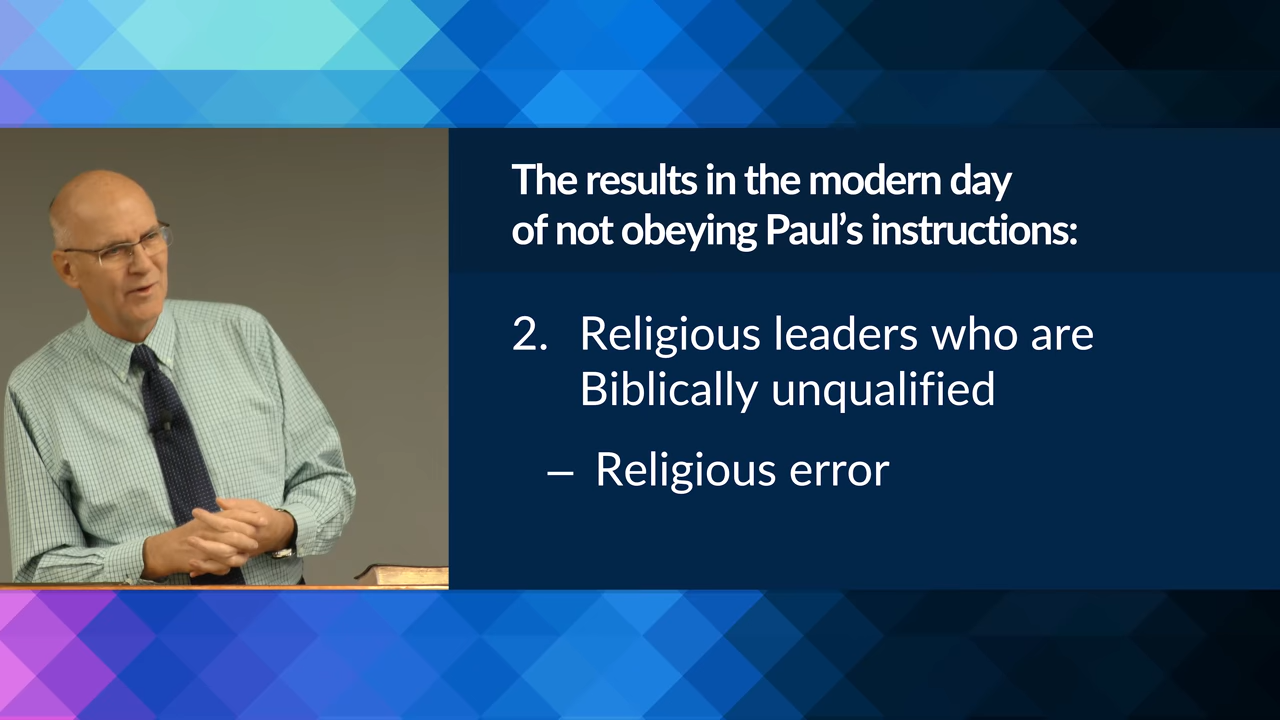 The results in the modern day
of not obeying Paul’s instructions:
2. Religious leaders who are
Biblically unqualified
– Religious error